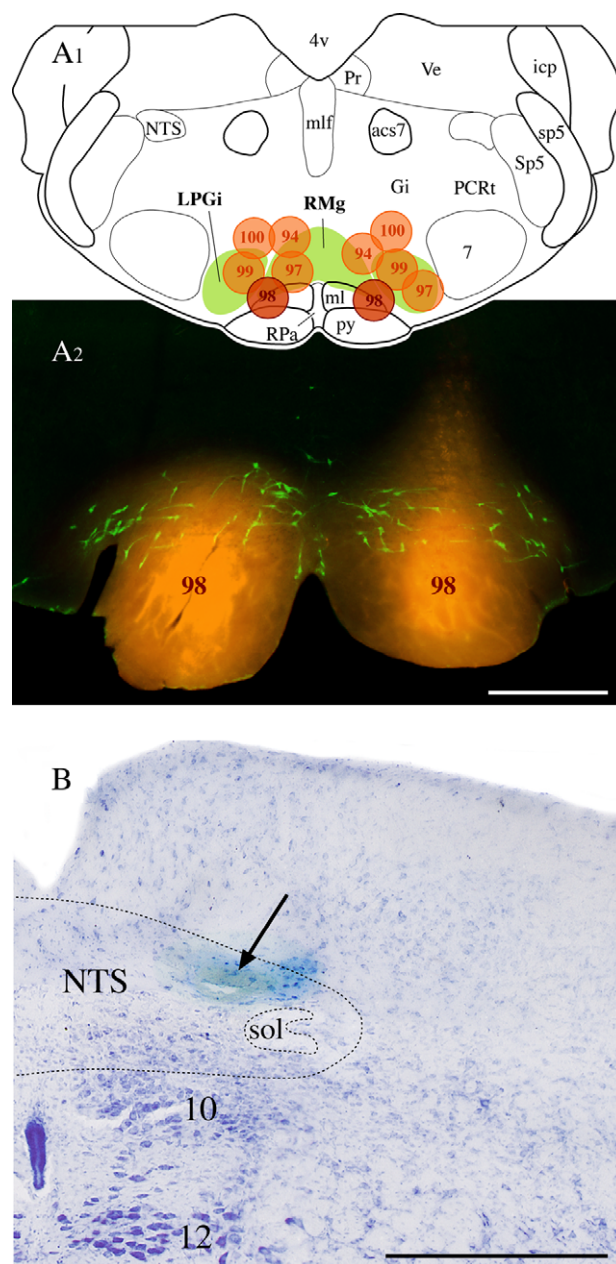 A1
4v
Pr
Ve
icp
NTS
mlf
acs7
sp5
Sp5
LPGi
RMg
Gi
PCRt
100
94
100
94
7
99
97
99
97
98
ml
98
RPa
py
A2
98
98
B
NTS
sol
10
12